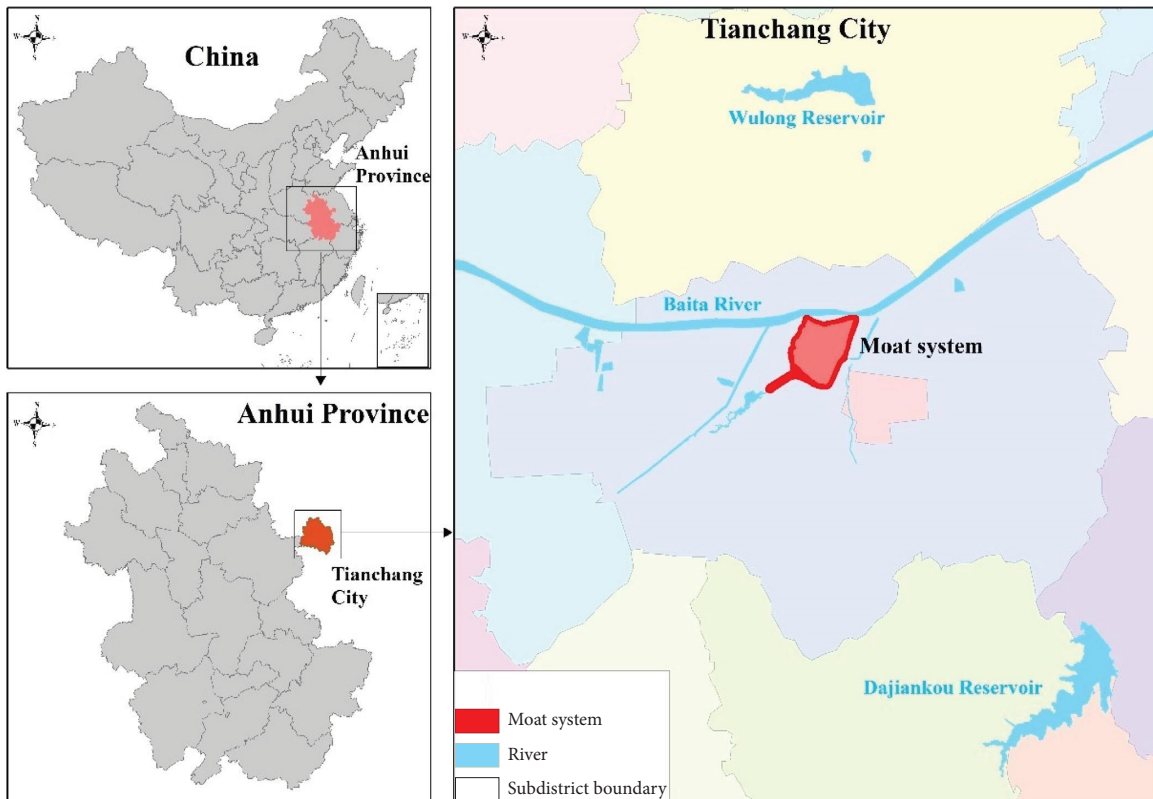 China
N
W
E
S
Anhui
Province
Anhui Province
N
W
E
S
Tianchang
City
Tianchang City
N
W
E
S
Wulong Reservoir
Baita River
Moat system
Dajiankou Reservoir
Moat system
River
Subdistrict boundary